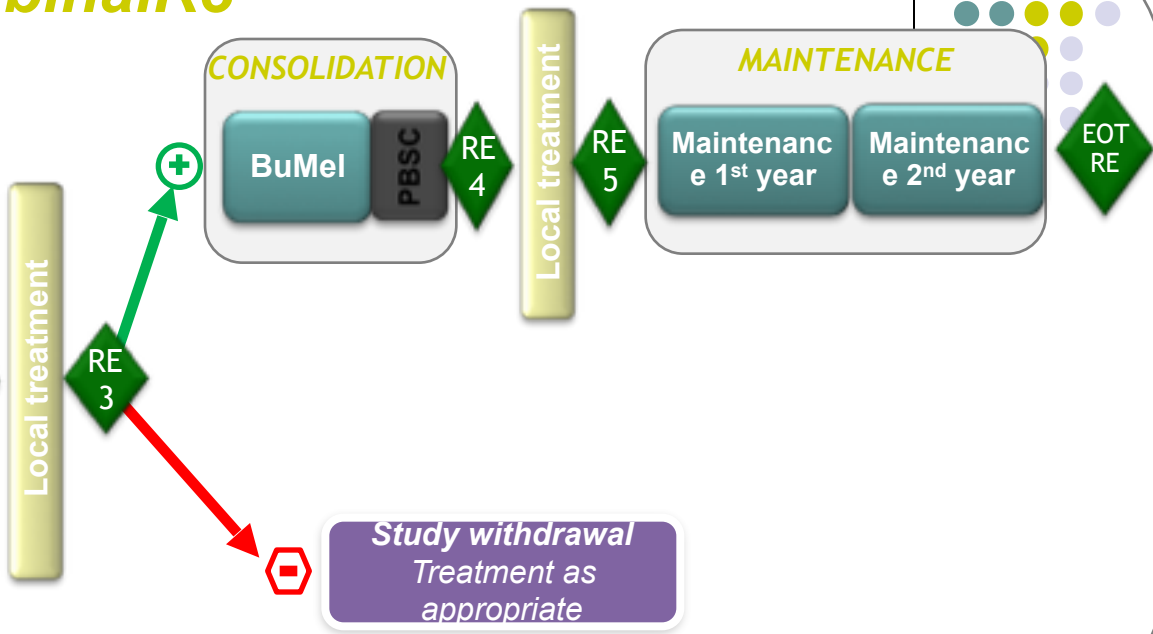 CONSOLIDATION
BuMel
PBSC
RE
4
Local treatment
RE
5
MAINTENANCE
Maintenanc
e 1st year
Maintenanc
e 2nd year
EOT
RE
Local treatment
RE
3
Study withdrawal
Treatment as
appropriate